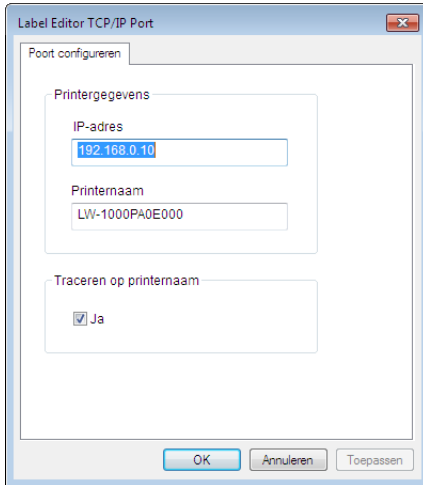 Label Editor TCP/IP Port
Poort configureren
Printergegevens
IP-adres
192.168.0.10
Printernaam
LW-1000PA0E000
Traceren op printernaam
Ja
OK Annuleren Toepassen